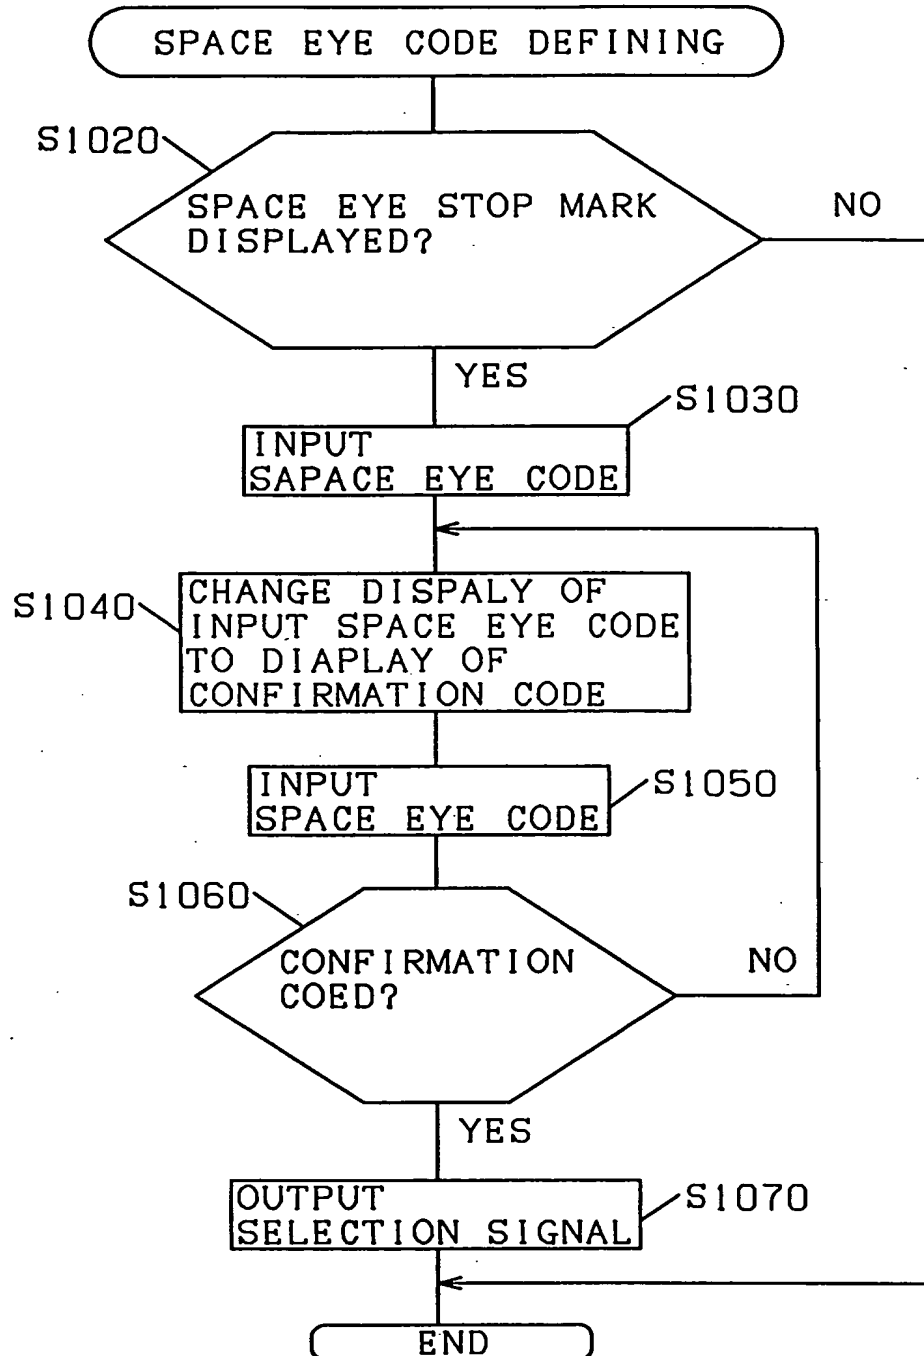 SPACE EYE CODE DEFINING
S1020
SPACE EYE STOP MARK
DISPLAYED?
NO
YES
S1030
INPUT
SAPACE EYE CODE
S1040
CHANGE DISPALY OF
INPUT SPACE EYE CODE
TO DIAPLAY OF
CONFIRMATION CODE
INPUT
SPACE EYE CODE
S1050
S1060
CONFIRMATION
COED?
NO
YES
OUTPUT
SELECTION SIGNAL
S1070
END